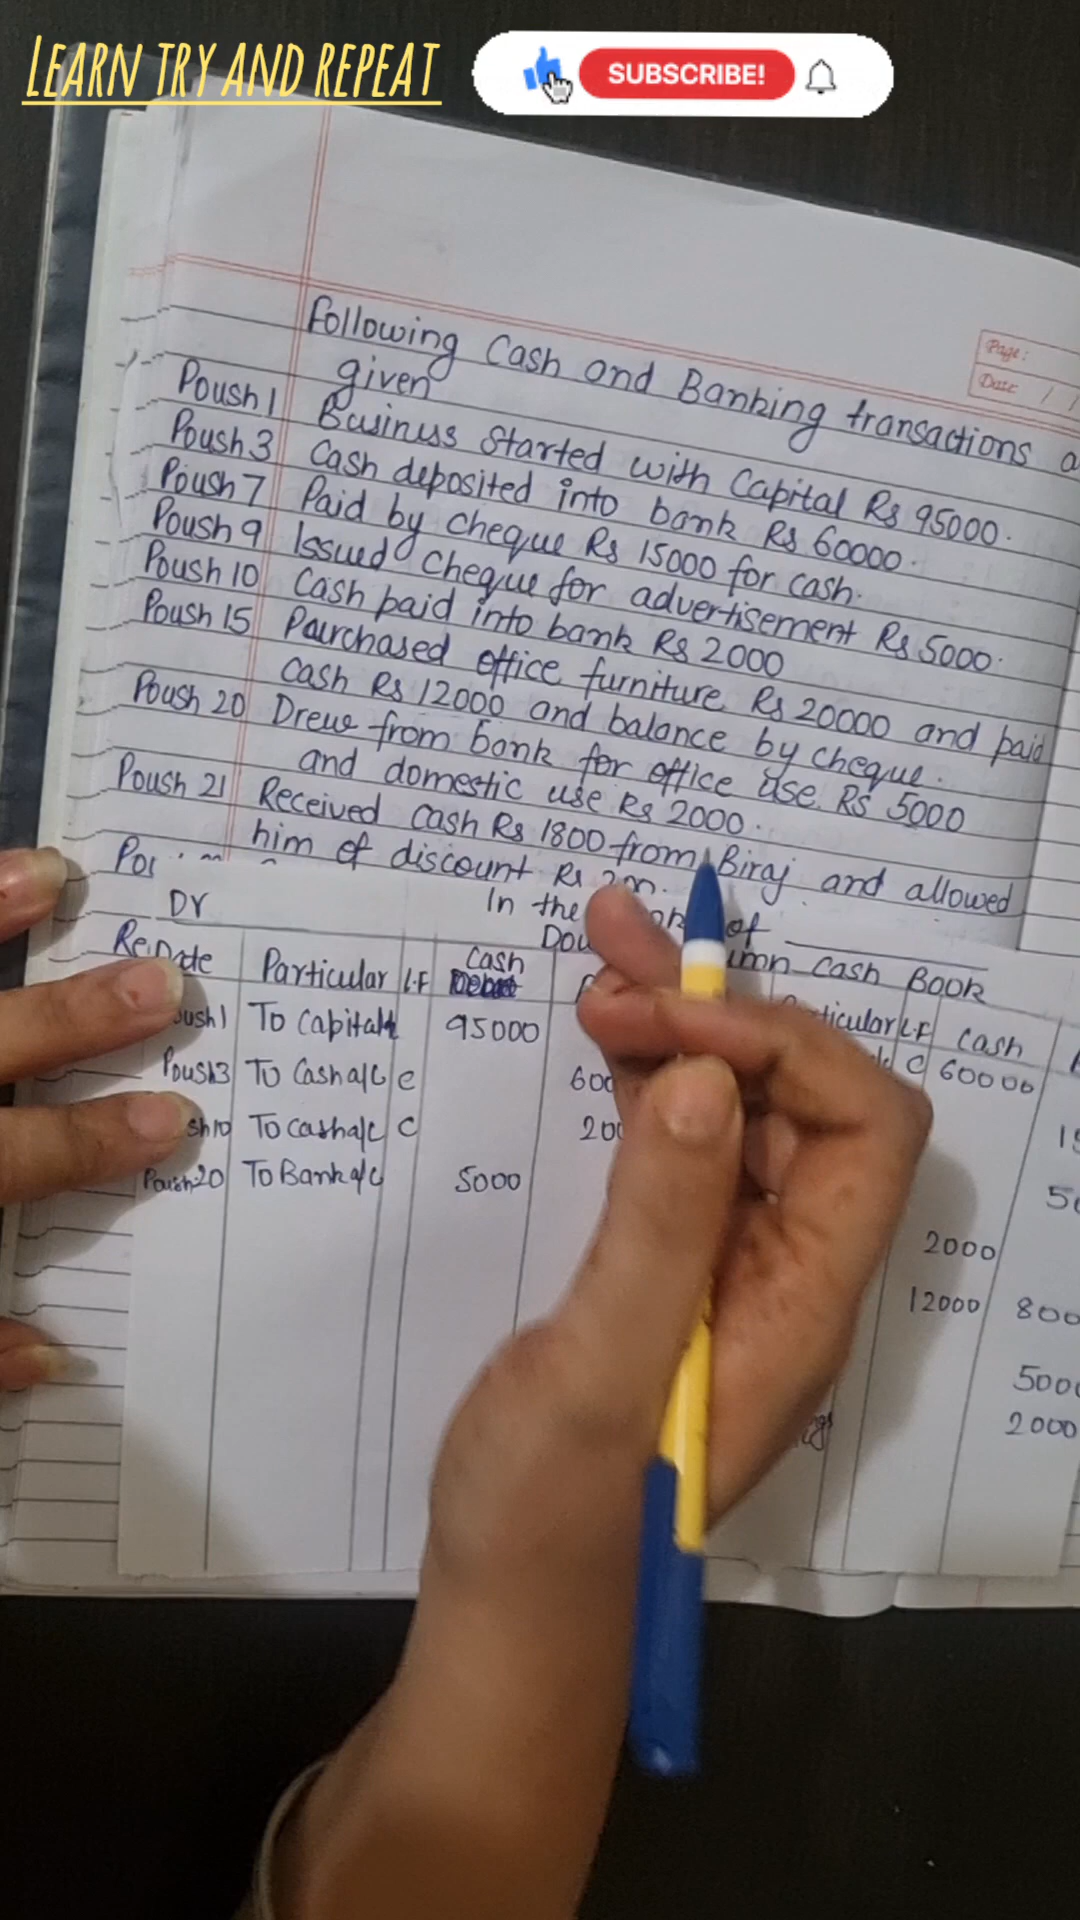 LEARN TRY AND REPEAT
SUBSCRIBE!
Page:
Date / /
Following Cash and Banking transactions
given
Poush 1 Business Started with Capital Rs 95000.
Poush 3 Cash deposited into bank Rs 60000.
Poush 7 Paid by cheque Rs 15000 for cash.
Poush 9 Issued Cheque for advertisement Rs 5000.
Poush 10 Cash paid into bank Rs 2000
Poush 15 Purchased office furniture Rs 20000 and paid
cash Rs 12000 and balance by cheque.
Poush 20 Drew from bank for office use Rs 5000
and domestic use Rs 2000.
Poush 21 Received cash Rs 1800 from Biraj and allowed
him of discount Rs
DY In the of
cash Book
Date Particular L.F Cash L.F Cash
Poush1 To Capital 95000 C 60000
Poush3 To Cash a/c c
To cash a/c C
2000
Poush20 To Bank a/c 5000
12000
2000